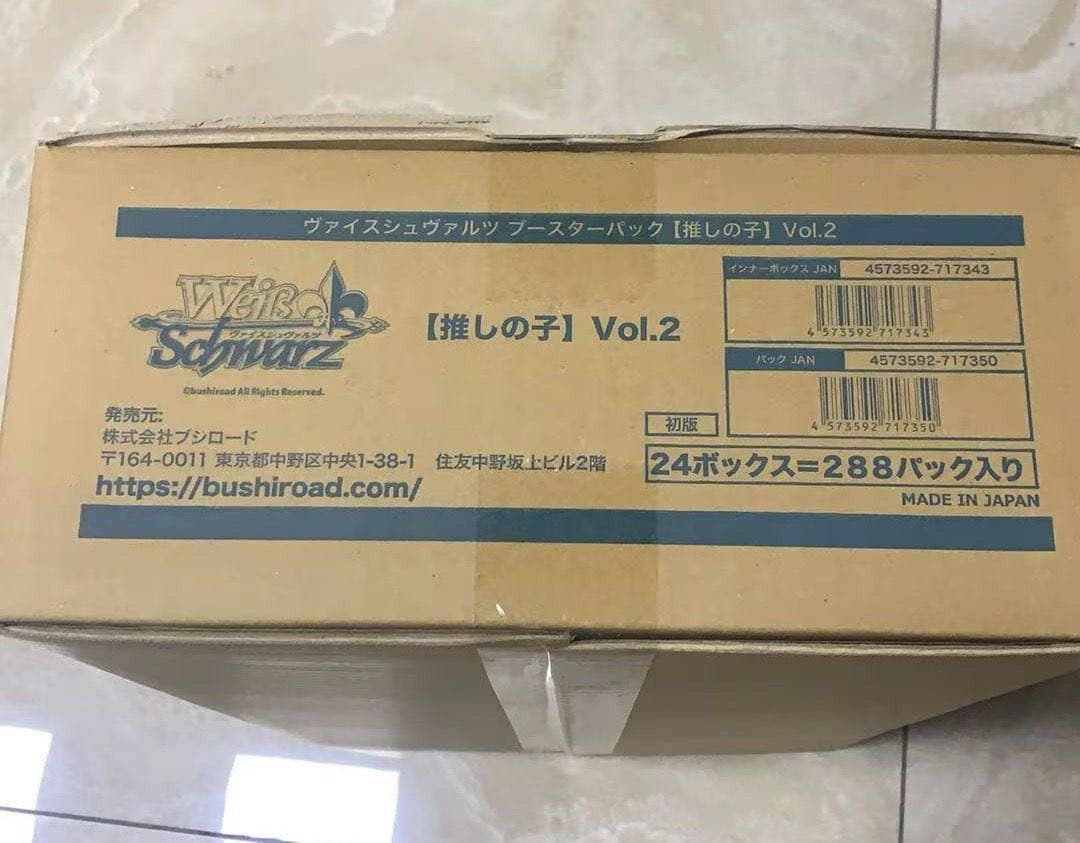 ヴァイスシュヴァルツ ブースターパック【推しの子】Vol.2
Weiß
ヴァイスシュヴァルツ
Schwarz
©bushiroad All Rights Reserved.
【推しの子】Vol.2
インナーボックス JAN 4573592-717343
4 573592 717343
パック JAN 4573592-717350
4 573592 717350
発売元:
株式会社ブシロード
〒164-0011 東京都中野区中央1-38-1 住友中野坂上ビル2階
https://bushiroad.com/
初版
24ボックス=288パック入り
MADE IN JAPAN